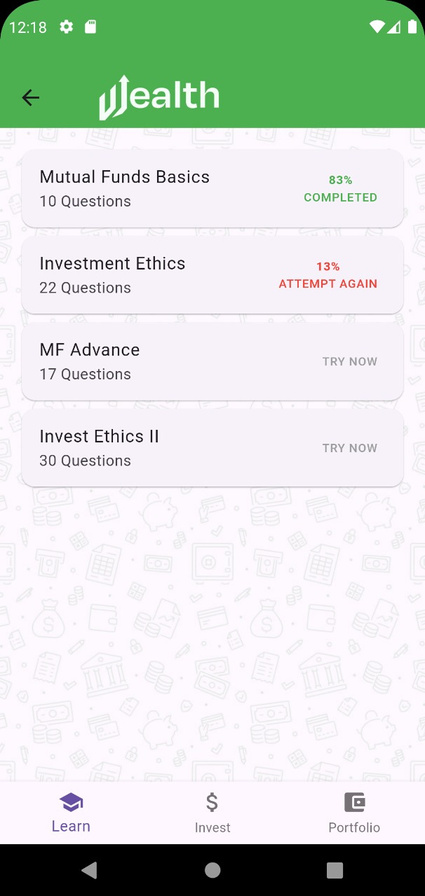 12:18
Wealth
Mutual Funds Basics
10 Questions
83%
COMPLETED
Investment Ethics
22 Questions
13%
ATTEMPT AGAIN
MF Advance
17 Questions
TRY NOW
Invest Ethics II
30 Questions
TRY NOW
Learn
Invest
Portfolio